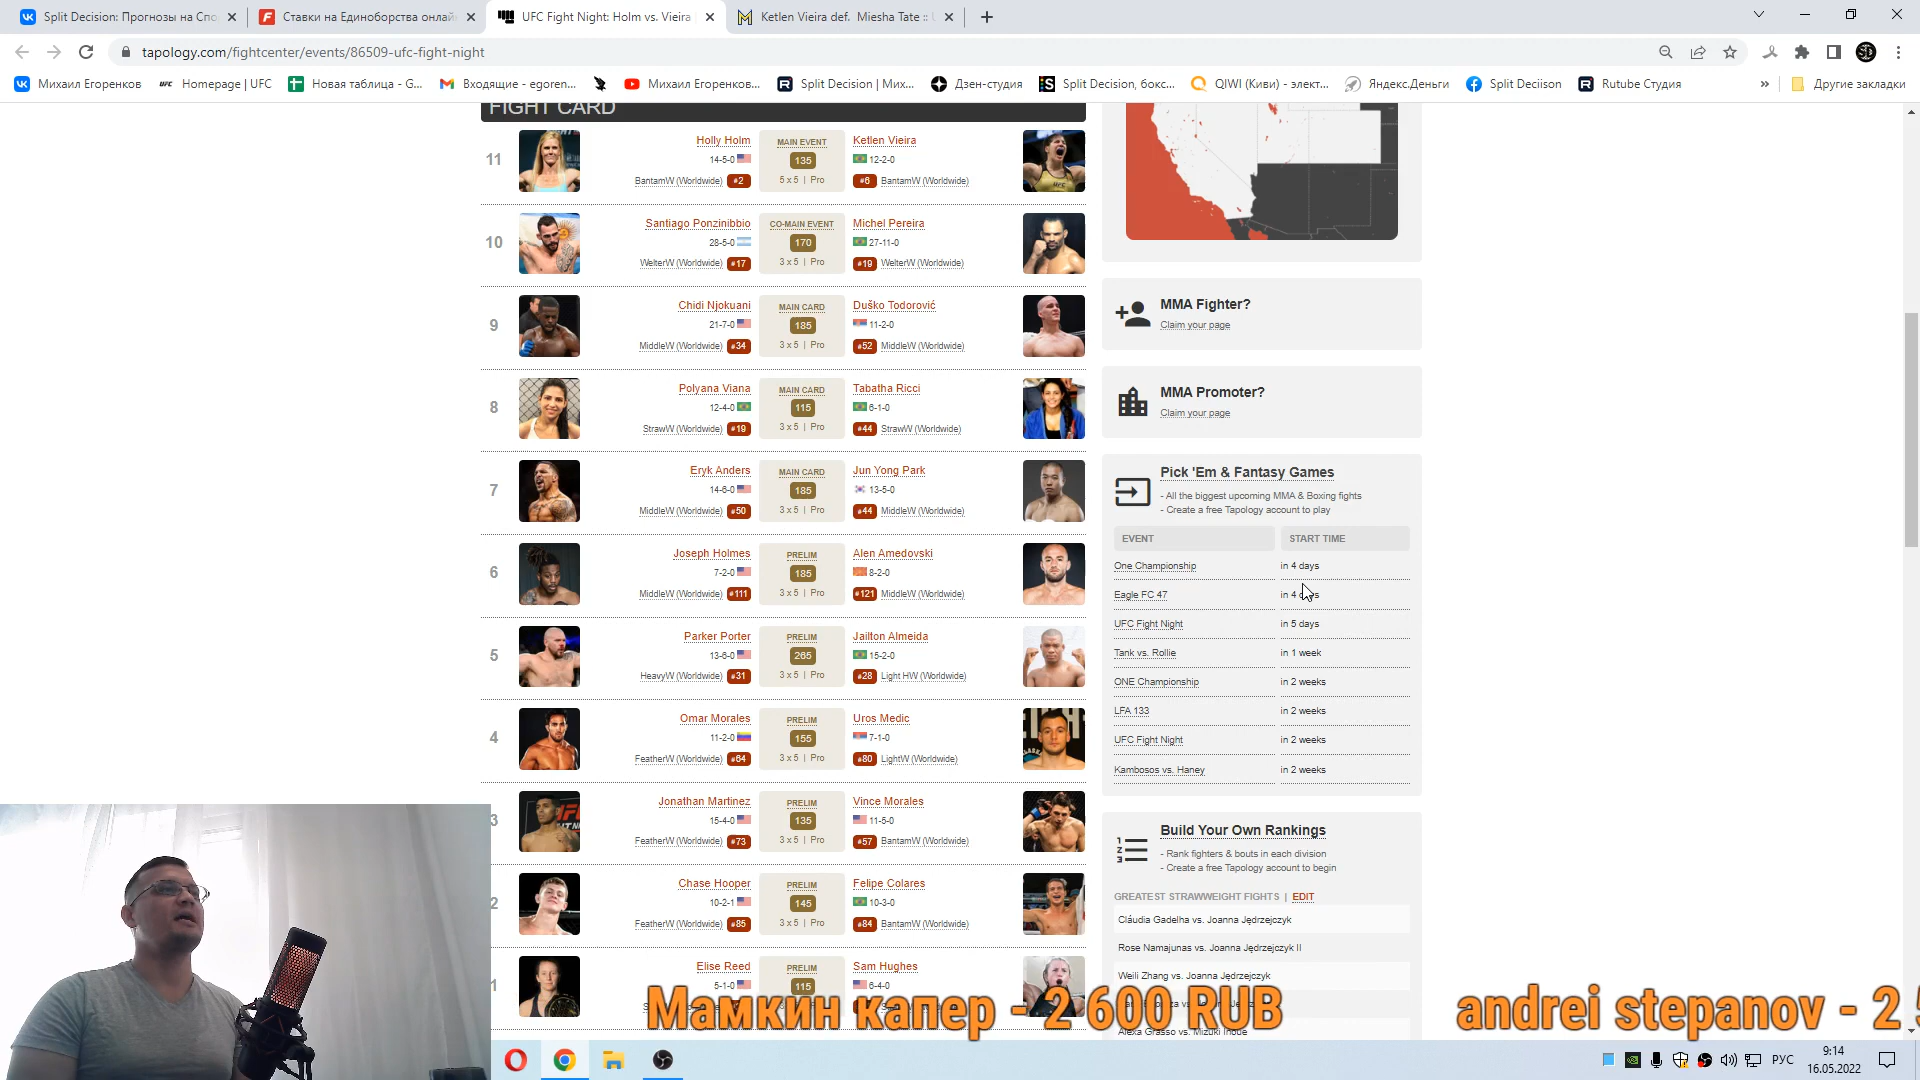 Split Decision: Прогнозы на Спо
Ставки на Единоборства онлай
UFC Fight Night: Holm vs. Vieira
Ketlen Vieira def. Miesha Tate :: U
tapology.com/fightcenter/events/86509-ufc-fight-night
Михаил Егоренков
Homepage | UFC
Новая таблица - G...
Входящие - egoren...
Михаил Егоренков...
Split Decision | Мих...
Дзен-студия
Split Decision, бокс...
QIWI (Киви) - элект...
Яндекс.Деньги
Split Deciison
Rutube Студия
»
Другие закладки
FIGHT CARD
11
Holly Holm
14-5-0
BantamW (Worldwide) #2
MAIN EVENT
135
5 x 5 | Pro
Ketlen Vieira
12-2-0
#6 BantamW (Worldwide)
10
Santiago Ponzinibbio
28-5-0
WelterW (Worldwide) #17
CO-MAIN EVENT
170
3 x 5 | Pro
Michel Pereira
27-11-0
#19 WelterW (Worldwide)
9
Chidi Njokuani
21-7-0
MiddleW (Worldwide) #34
MAIN CARD
185
3 x 5 | Pro
Duško Todorović
11-2-0
#52 MiddleW (Worldwide)
8
Polyana Viana
12-4-0
StrawW (Worldwide) #19
MAIN CARD
115
3 x 5 | Pro
Tabatha Ricci
6-1-0
#44 StrawW (Worldwide)
7
Eryk Anders
14-6-0
MiddleW (Worldwide) #50
MAIN CARD
185
3 x 5 | Pro
Jun Yong Park
13-5-0
#44 MiddleW (Worldwide)
6
Joseph Holmes
7-2-0
MiddleW (Worldwide) #111
PRELIM
185
3 x 5 | Pro
Alen Amedovski
8-2-0
#121 MiddleW (Worldwide)
5
Parker Porter
13-6-0
HeavyW (Worldwide) #31
PRELIM
265
3 x 5 | Pro
Jailton Almeida
15-2-0
#28 Light HW (Worldwide)
4
Omar Morales
11-2-0
FeatherW (Worldwide) #64
PRELIM
155
3 x 5 | Pro
Uros Medic
7-1-0
#80 LightW (Worldwide)
3
Jonathan Martinez
15-4-0
FeatherW (Worldwide) #73
PRELIM
135
3 x 5 | Pro
Vince Morales
11-5-0
#57 BantamW (Worldwide)
2
Chase Hooper
10-2-1
FeatherW (Worldwide) #85
PRELIM
145
3 x 5 | Pro
Felipe Colares
10-3-0
#84 BantamW (Worldwide)
1
Elise Reed
5-1-0
PRELIM
115
Sam Hughes
6-4-0
MMA Fighter?
Claim your page
MMA Promoter?
Claim your page
Pick 'Em & Fantasy Games
- All the biggest upcoming MMA & Boxing fights
- Create a free Tapology account to play
EVENT START TIME
One Championship in 4 days
Eagle FC 47 in 4 days
UFC Fight Night in 5 days
Tank vs. Rollie in 1 week
ONE Championship in 2 weeks
LFA 133 in 2 weeks
UFC Fight Night in 2 weeks
Kambosos vs. Haney in 2 weeks
Build Your Own Rankings
- Rank fighters & bouts in each division
- Create a free Tapology account to begin
GREATEST STRAWWEIGHT FIGHTS | EDIT
Cláudia Gadelha vs. Joanna Jędrzejczyk
Rose Namajunas vs. Joanna Jędrzejczyk II
Weili Zhang vs. Joanna Jędrzejczyk
Alexa Grasso vs. Mizuki Inoue
Мамкин капер - 2 600 RUB
andrei stepanov - 2 5
РУС
9:14
16.05.2022